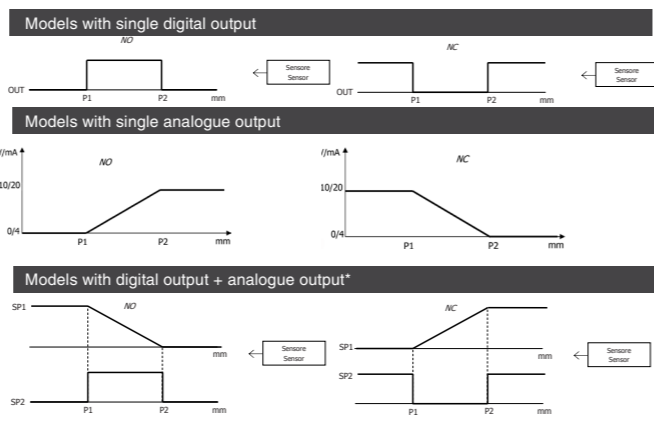 Models with single digital output
NO
Sensore
Sensor
OUT
P1
P2
mm
NC
Sensore
Sensor
OUT
P1
P2
mm
Models with single analogue output
/mA
NO
10/20
0/4
P1
P2
mm
/mA
NC
10/20
0/4
P1
P2
mm
Models with digital output + analogue output*
SP1
NO
mm
Sensore
Sensor
SP2
P1
P2
mm
NC
SP1
mm
Sensore
Sensor
SP2
P1
P2
mm